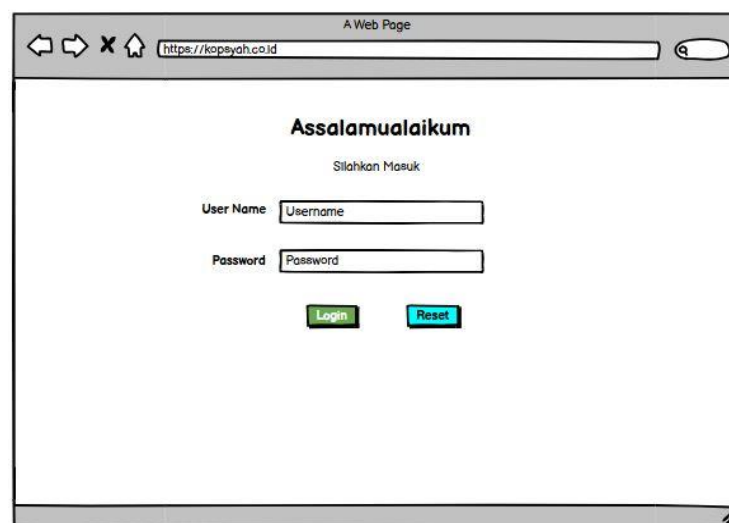 A Web Page
https://kopsyah.co.id
Assalamualaikum
Silahkan Masuk
User Name Username
Password Password
Login Reset